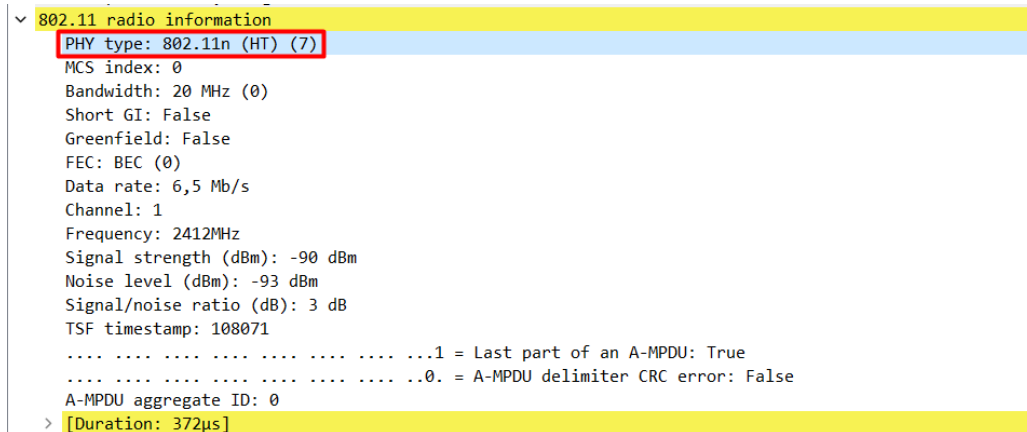 802.11 radio information
PHY type: 802.11n (HT) (7)
MCS index: 0
Bandwidth: 20 MHz (0)
Short GI: False
Greenfield: False
FEC: BEC (0)
Data rate: 6,5 Mb/s
Channel: 1
Frequency: 2412MHz
Signal strength (dBm): -90 dBm
Noise level (dBm): -93 dBm
Signal/noise ratio (dB): 3 dB
TSF timestamp: 108071
.... .... .... .... .... .... .... ...1 = Last part of an A-MPDU: True
.... .... .... .... .... .... .... ..0. = A-MPDU delimiter CRC error: False
A-MPDU aggregate ID: 0
[Duration: 372µs]